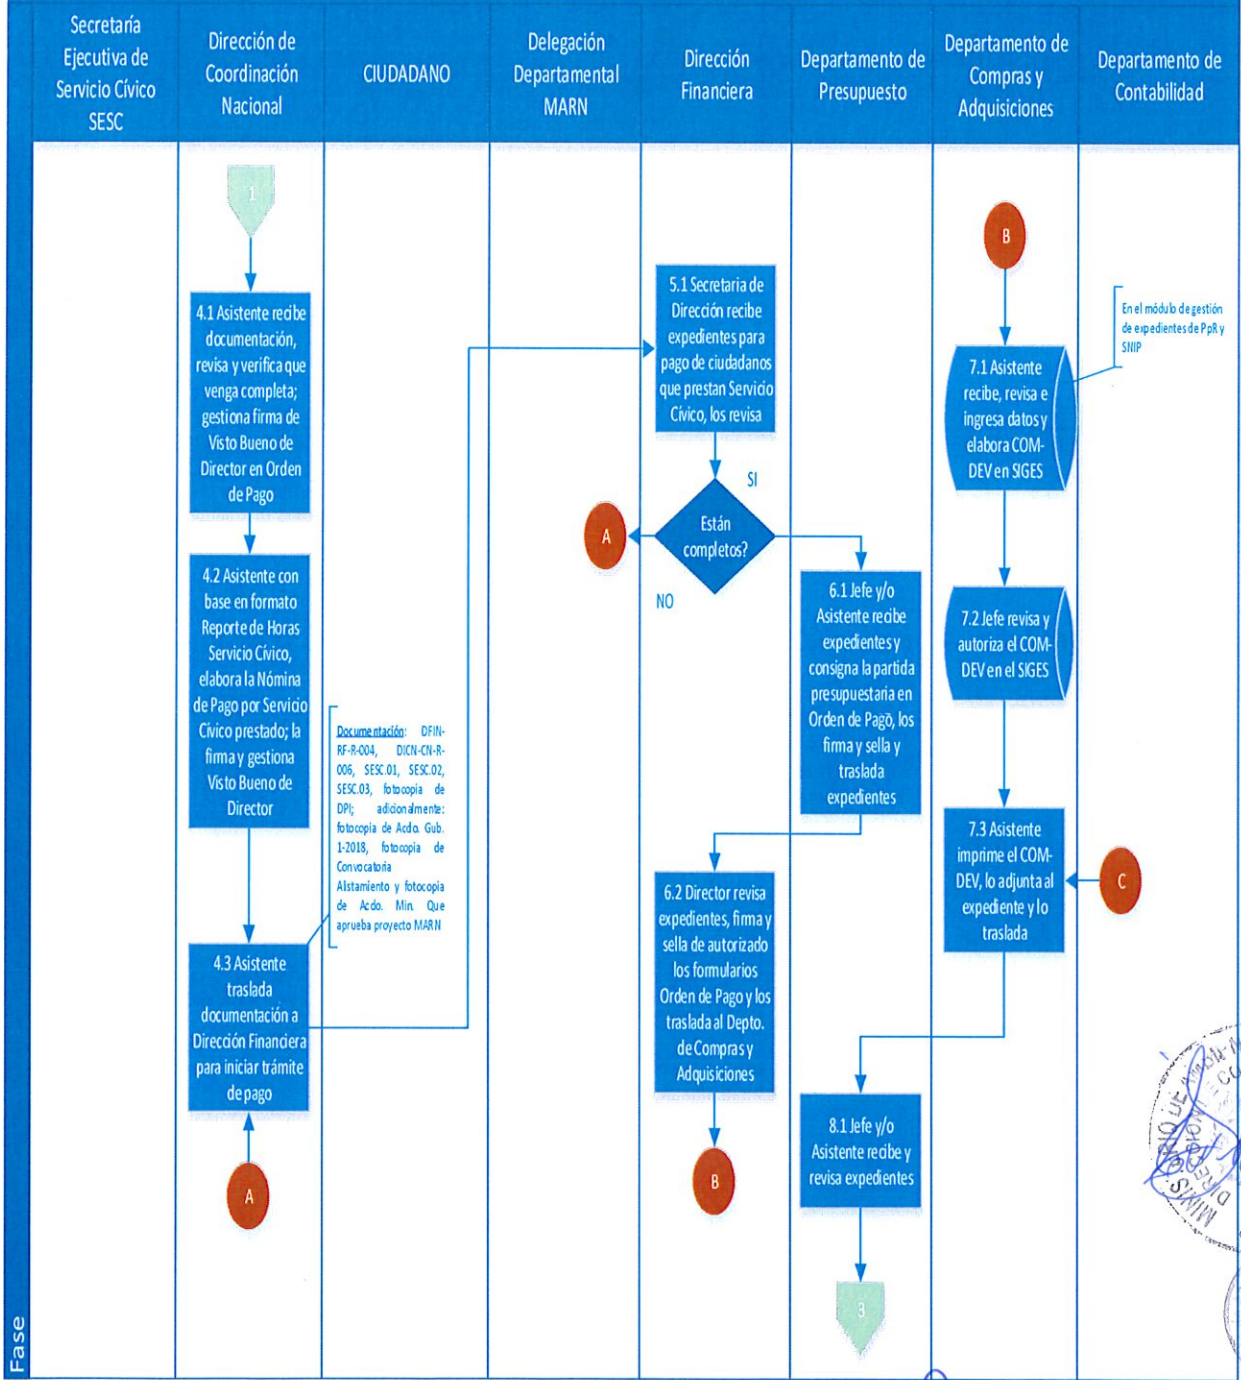 Secretaría
Ejecutiva de
Servicio Cívico
SESC
Dirección de
Coordinación
Nacional
CIUDADANO
Delegación
Departamental
MARN
Dirección
Financiera
Departamento de
Presupuesto
Departamento de
Compras y
Adquisiciones
Departamento de
Contabilidad
Fase
1
4.1 Asistente recibe
documentación,
revisa y verifica que
venga completa;
gestiona firma de
Visto Bueno de
Director en Orden
de Pago
4.2 Asistente con
base en formato
Reporte de Horas
Servicio Cívico,
elabora la Nómina
de Pago por Servicio
Cívico prestado; la
firma y gestiona
Visto Bueno de
Director
4.3 Asistente
traslada
documentación a
Dirección Financiera
para iniciar trámite
de pago
A
Documentación: DFIN-
RF-R-004, DICN-CN-R-
006, SESC.01, SESC.02,
SESC.03, fotocopia de
DPI; adicionalmente:
fotocopia de Acdo. Gub.
1-2018, fotocopia de
Convocatoria
Alistamiento y fotocopia
de Acdo. Min. Que
aprueba proyecto MARN
5.1 Secretaria de
Dirección recibe
expedientes para
pago de ciudadanos
que prestan Servicio
Cívico, los revisa
SI
Están
completos?
A
NO
6.1 Jefe y/o
Asistente recibe
expedientes y
consigna la partida
presupuestaria en
Orden de Pago, los
firma y sella y
traslada
expedientes
6.2 Director revisa
expedientes, firma y
sella de autorizado
los formularios
Orden de Pago y los
traslada al Depto.
de Compras y
Adquisiciones
B
B
7.1 Asistente
recibe, revisa e
ingresa datos y
elabora COM-
DEV en SIGES
En el módulo de gestión
de expedientes de PpR y
SNIP
7.2 Jefe revisa y
autoriza el COM-
DEV en el SIGES
7.3 Asistente
imprime el COM-
DEV, lo adjunta al
expediente y lo
traslada
C
8.1 Jefe y/o
Asistente recibe y
revisa expedientes
3